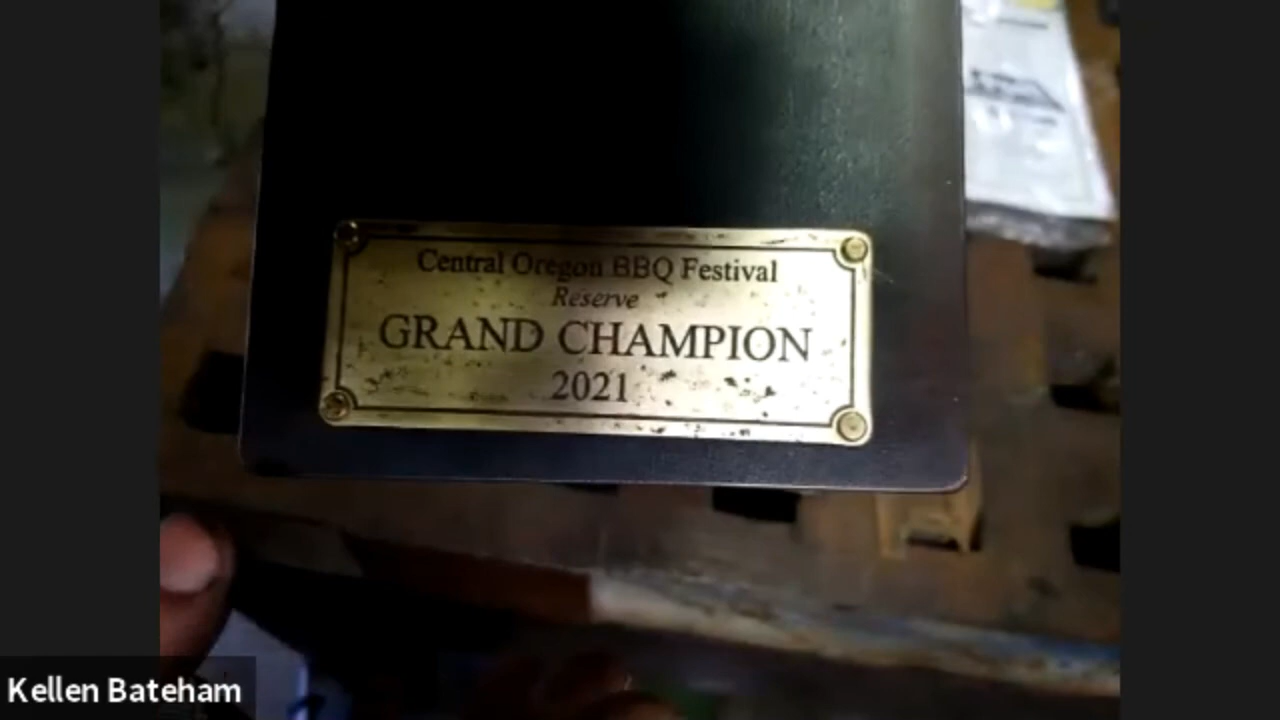 Central Oregon BBQ Festival
Reserve
GRAND CHAMPION
2021
Kellen Bateham